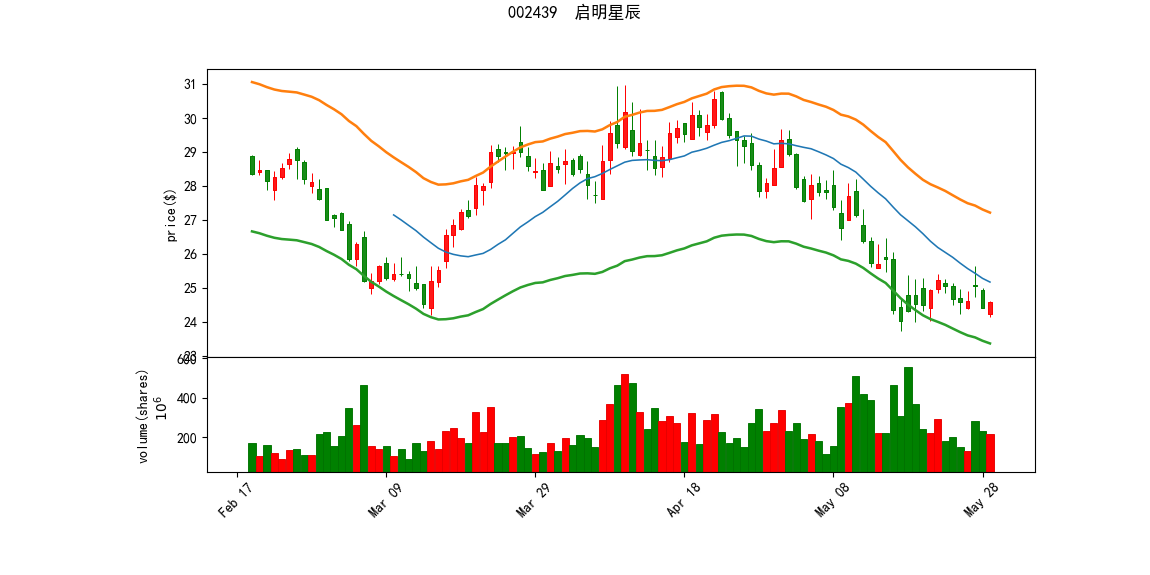 002439 启明星辰
31
30
29
28
27
26
25
24
23
price($)
600
400
200
volume(shares)
10^6
Feb 17
Mar 09
Mar 29
Apr 18
May 08
May 28